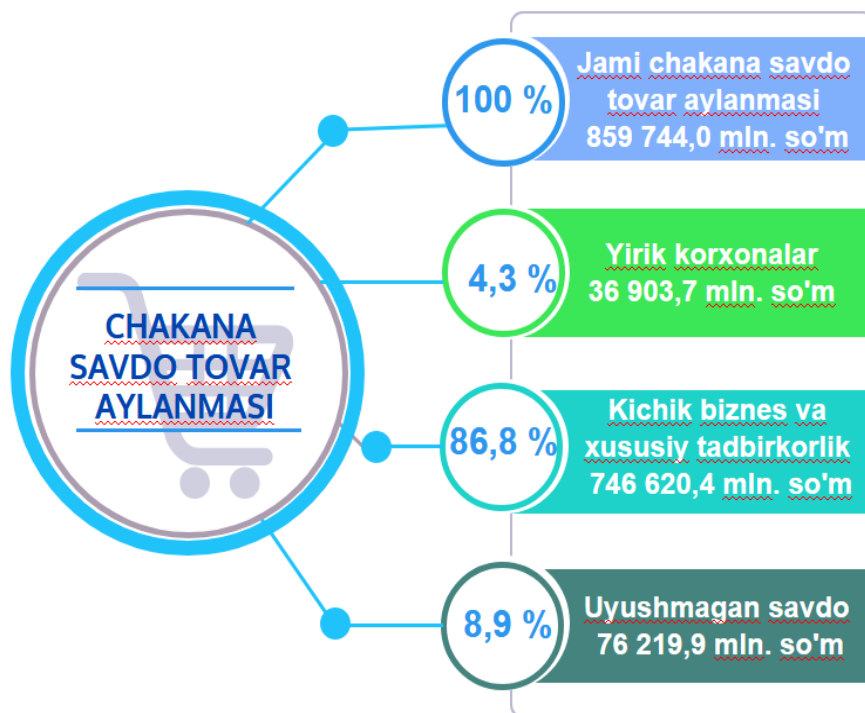 CHAKANA
SAVDO TOVAR
AYLANMASI
100 %
Jami chakana savdo
tovar aylanmasi
859 744,0 mln. so'm
4,3 %
Yirik korxonalar
36 903,7 mln. so'm
86,8 %
Kichik biznes va
xususiy tadbirkorlik
746 620,4 mln. so'm
8,9 %
Uyushmagan savdo
76 219,9 mln. so'm